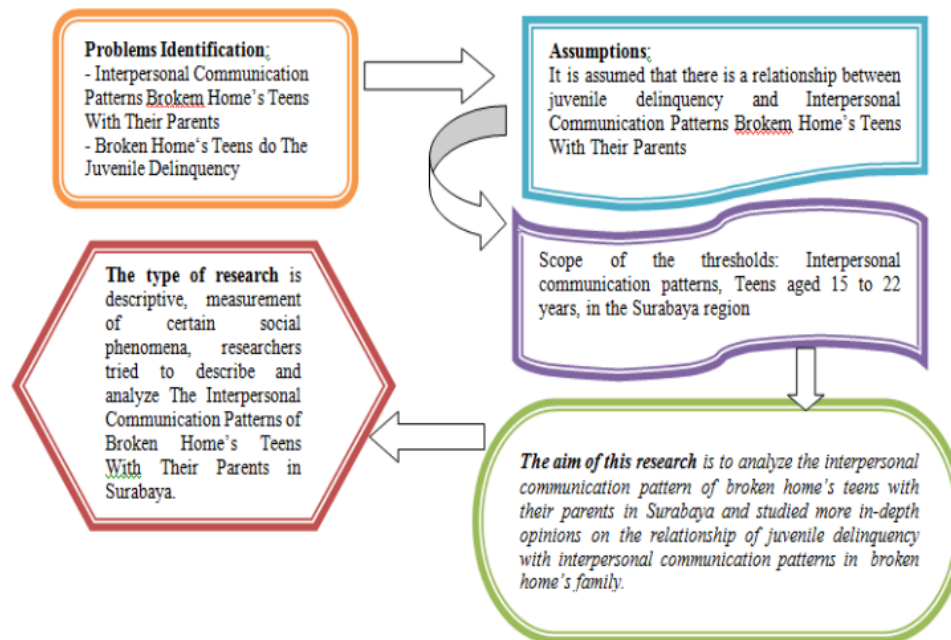 Problems Identification:
- Interpersonal Communication
Patterns Brokem Home's Teens
With Their Parents
- Broken Home's Teens do The
Juvenile Delinquency
Assumptions;
It is assumed that there is a relationship between
juvenile delinquency and Interpersonal
Communication Patterns Brokem Home's Teens
With Their Parents
Scope of the thresholds: Interpersonal
communication patterns, Teens aged 15 to 22
years, in the Surabaya region
The aim of this research is to analyze the interpersonal
communication pattern of broken home's teens with
their parents in Surabaya and studied more in-depth
opinions on the relationship of juvenile delinquency
with interpersonal communication patterns in broken
home's family.
The type of research is
descriptive, measurement
of certain social
phenomena, researchers
tried to describe and
analyze The Interpersonal
Communication Patterns of
Broken Home's Teens
With Their Parents in
Surabaya.